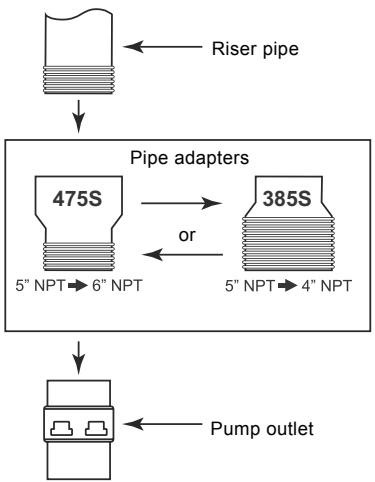 Riser pipe
Pipe adapters
475S
385S
or
5” NPT ➡ 6” NPT
5” NPT ➡ 4” NPT
Pump outlet